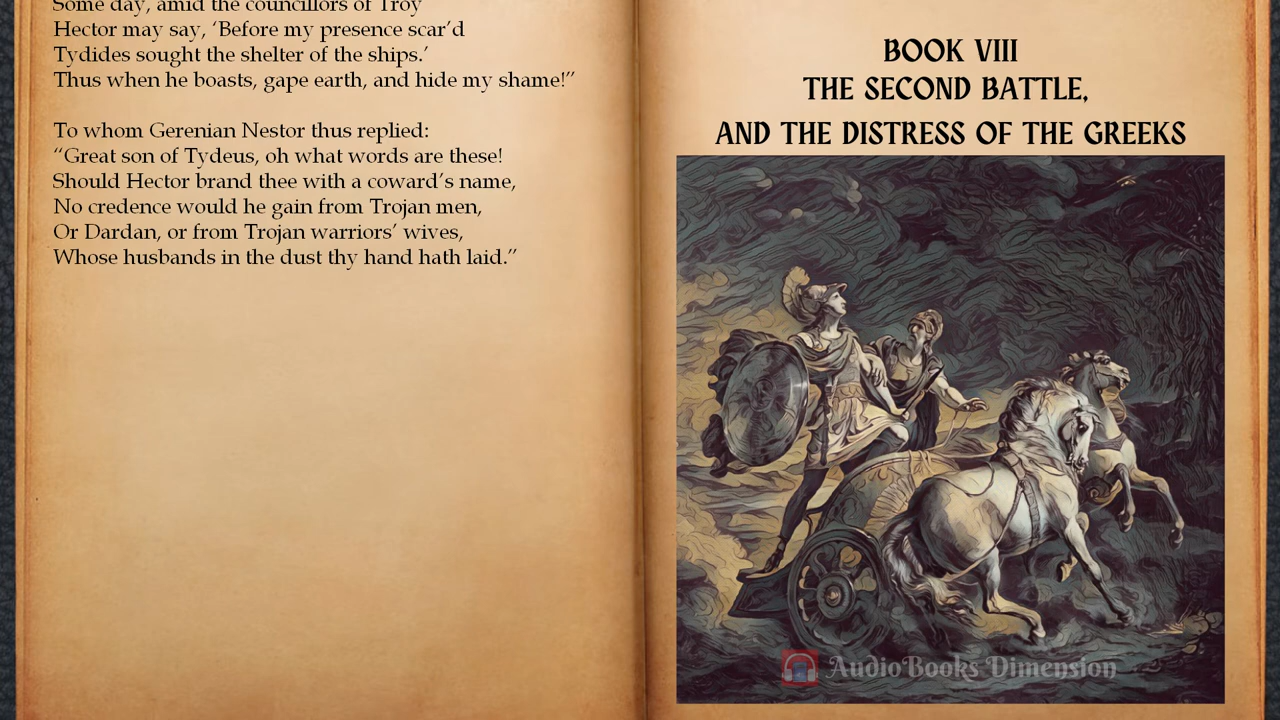 Some day, amid the councillors of Troy
Hector may say, ‘Before my presence scar’d
Tydides sought the shelter of the ships.’
Thus when he boasts, gape earth, and hide my shame!”
To whom Gerenian Nestor thus replied:
“Great son of Tydeus, oh what words are these!
Should Hector brand thee with a coward’s name,
No credence would he gain from Trojan men,
Or Dardan, or from Trojan warriors’ wives,
Whose husbands in the dust thy hand hath laid.”
BOOK VIII
THE SECOND BATTLE,
AND THE DISTRESS OF THE GREEKS
AudioBooks Dimension